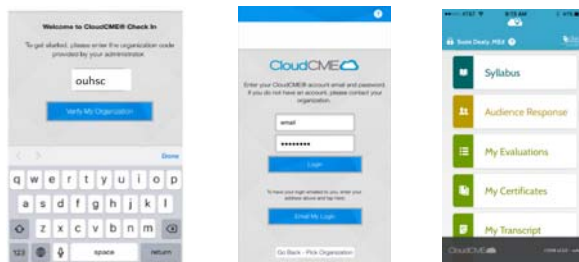 Welcome to CloudCME® Check In
To get started, please enter the organization code
provided by your administrator.
ouhsc
Verify My Organization
Done
q w e r t y u i o p
a s d f g h j k l
z x c v b n m
123 space return
CloudCME
Enter your CloudCME® account email and password.
If you do not have an account, please contact your
organization.
email
Login
To have your login emailed to you, enter your
address above and tap here.
Email My Login
Go Back - Pick Organization
AT&T
Syllabus
Audience Response
My Evaluations
My Certificates
My Transcript
CloudCME